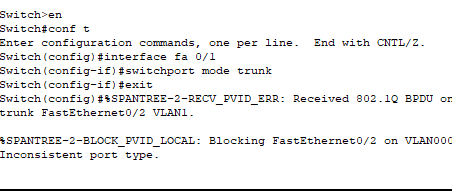 Switch>en
Switch#conf t
Enter configuration commands, one per line.  End with CNTL/Z.
Switch(config)#interface fa 0/1
Switch(config-if)#switchport mode trunk
Switch(config-if)#exit
Switch(config)#%SPANTREE-2-RECV_PVID_ERR: Received 802.1Q BPDU on
trunk FastEthernet0/2 VLAN1.
%SPANTREE-2-BLOCK_PVID_LOCAL: Blocking FastEthernet0/2 on VLAN000
Inconsistent port type.